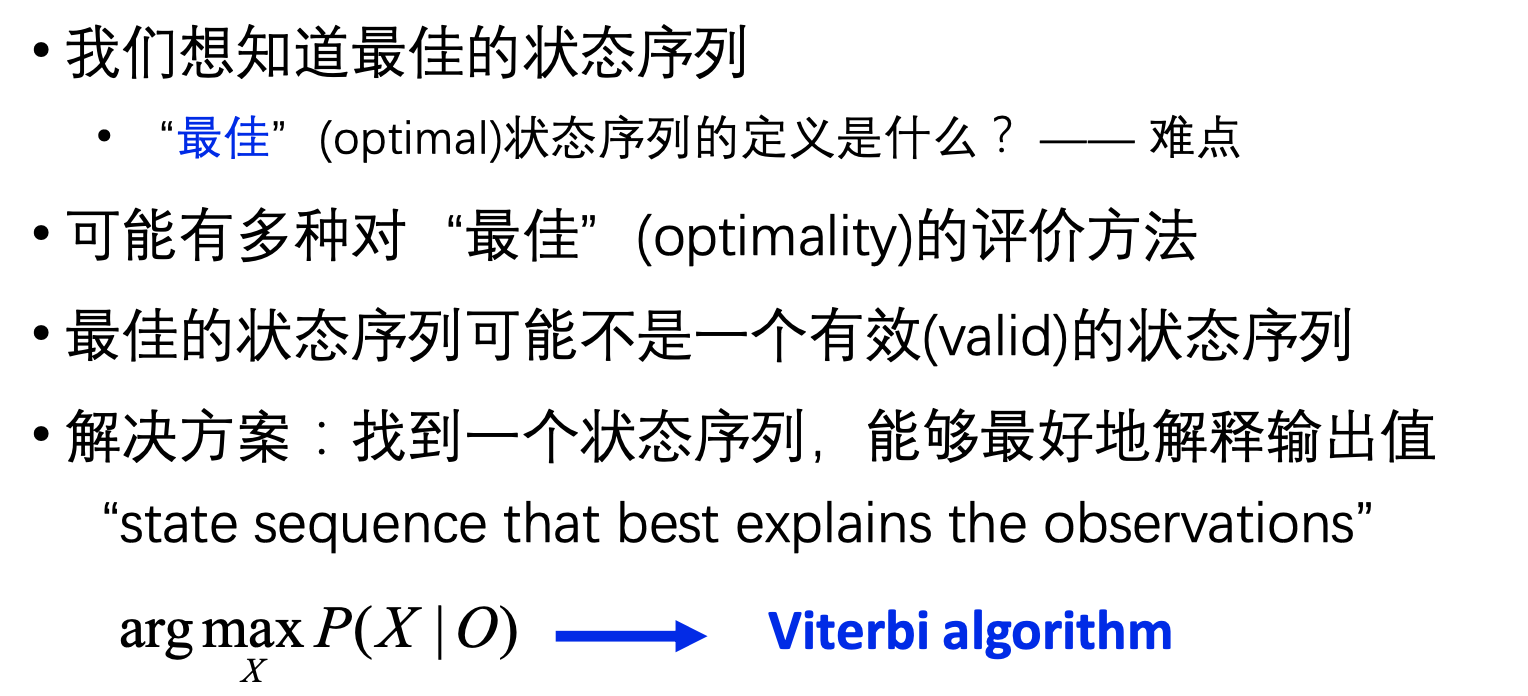 • 我们想知道最佳的状态序列
• “最�”(optimal)状态序列的定义是什么？—— 难点
• 可能有多种对“最佳”(optimality)的评价方法
• 最佳的状态序列可能不是一个有效(valid)的状态序列
• 解决方案：找到一个状态序列，能够最好地解释输出值
“state sequence that best explains the observations”
arg max P(X | O) → Viterbi algorithm
X